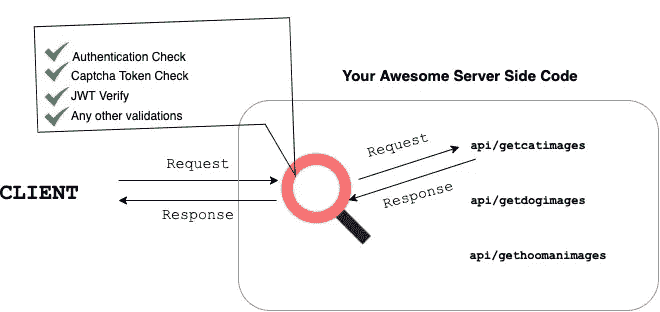 Authentication Check
Captcha Token Check
JWT Verify
Any other validations
Your Awesome Server Side Code
CLIENT
Request
Response
Request
Response
api/getcatimages
api/getdogimages
api/gethoomanimages